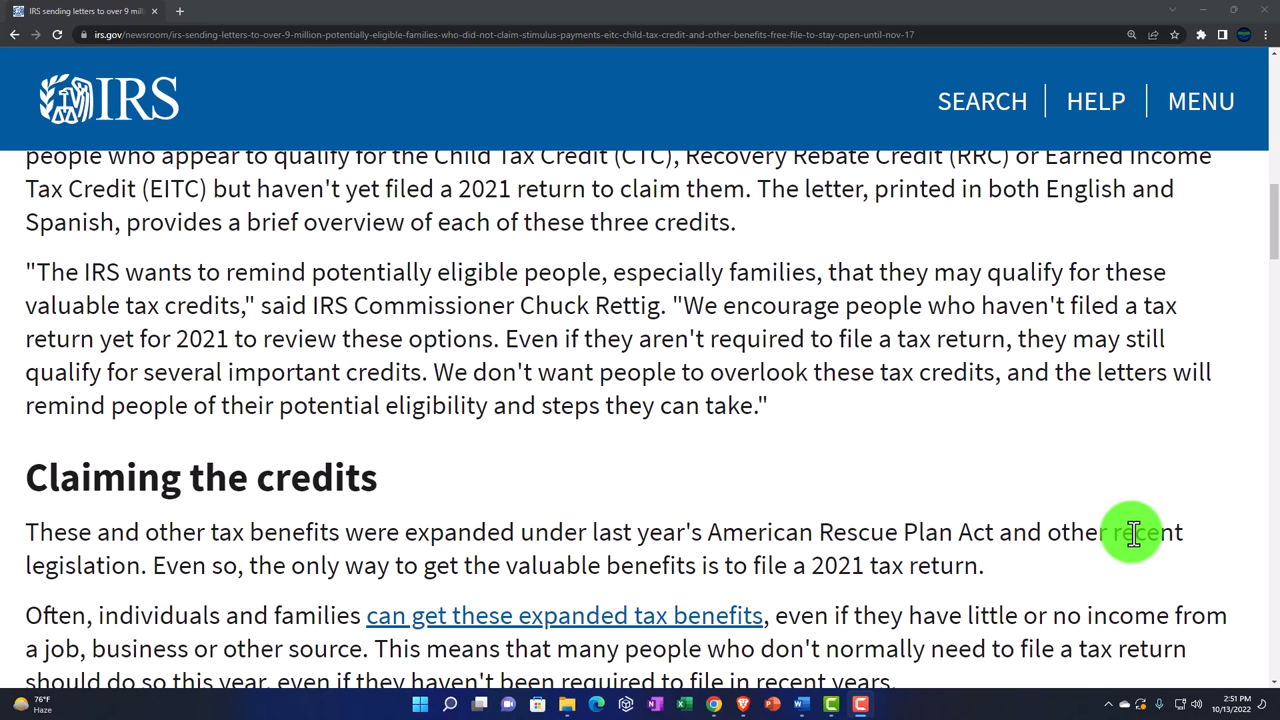 IRS sending letters to over 9 mill
irs.gov/newsroom/irs-sending-letters-to-over-9-million-potentially-eligible-families-who-did-not-claim-stimulus-payments-eitc-child-tax-credit-and-other-benefits-free-file-to-stay-open-until-nov-17
IRS
SEARCH HELP MENU
people who appear to qualify for the Child Tax Credit (CTC), Recovery Rebate Credit (RRC) or Earned Income
Tax Credit (EITC) but haven't yet filed a 2021 return to claim them. The letter, printed in both English and
Spanish, provides a brief overview of each of these three credits.
"The IRS wants to remind potentially eligible people, especially families, that they may qualify for these
valuable tax credits," said IRS Commissioner Chuck Rettig. "We encourage people who haven't filed a tax
return yet for 2021 to review these options. Even if they aren't required to file a tax return, they may still
qualify for several important credits. We don't want people to overlook these tax credits, and the letters will
remind people of their potential eligibility and steps they can take."
Claiming the credits
These and other tax benefits were expanded under last year's American Rescue Plan Act and other recent
legislation. Even so, the only way to get the valuable benefits is to file a 2021 tax return.
Often, individuals and families can get these expanded tax benefits, even if they have little or no income from
a job, business or other source. This means that many people who don't normally need to file a tax return
should do so this year, even if they haven't been required to file in recent years.
76°F
Haze
2:51 PM
10/13/2022